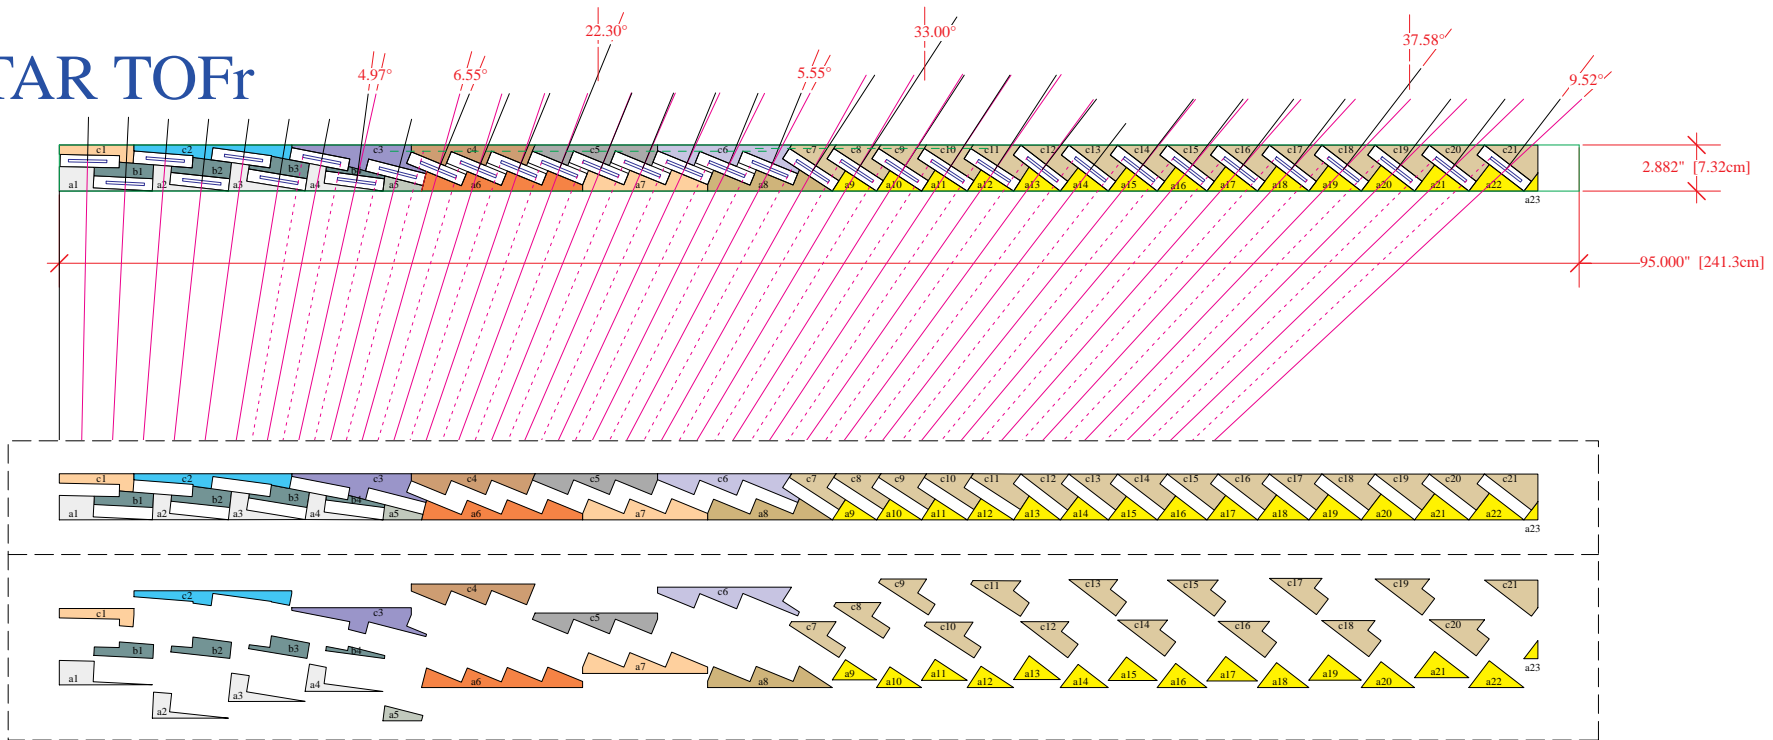 TAR TOFr
4.97°
6.55°
22.30°
5.55°
33.00°
37.58°
9.52°
c1 c2 c3 c4 c5 c6 c7 c8 c9 c10 c11 c12 c13 c14 c15 c16 c17 c18 c19 c20 c21
b1 b2 b3 b4
a1 a2 a3 a4 a5 a6 a7 a8 a9 a10 a11 a12 a13 a14 a15 a16 a17 a18 a19 a20 a21 a22
a23
2.882" [7.32cm]
95.000" [241.3cm]
c1 c2 c3 c4 c5 c6 c7 c8 c9 c10 c11 c12 c13 c14 c15 c16 c17 c18 c19 c20 c21
b1 b2 b3 b4
a1 a2 a3 a4 a5 a6 a7 a8 a9 a10 a11 a12 a13 a14 a15 a16 a17 a18 a19 a20 a21 a22
a23
c9 c11 c13 c15 c17 c19 c21
c1 c2 c3 c4 c5 c6 c8
c7 c10 c12 c14 c16 c18 c20
b1 b2 b3 b4
a1 a2 a3 a4 a5 a6 a7 a8 a9 a10 a11 a12 a13 a14 a15 a16 a17 a18 a19 a20 a21 a22 a23